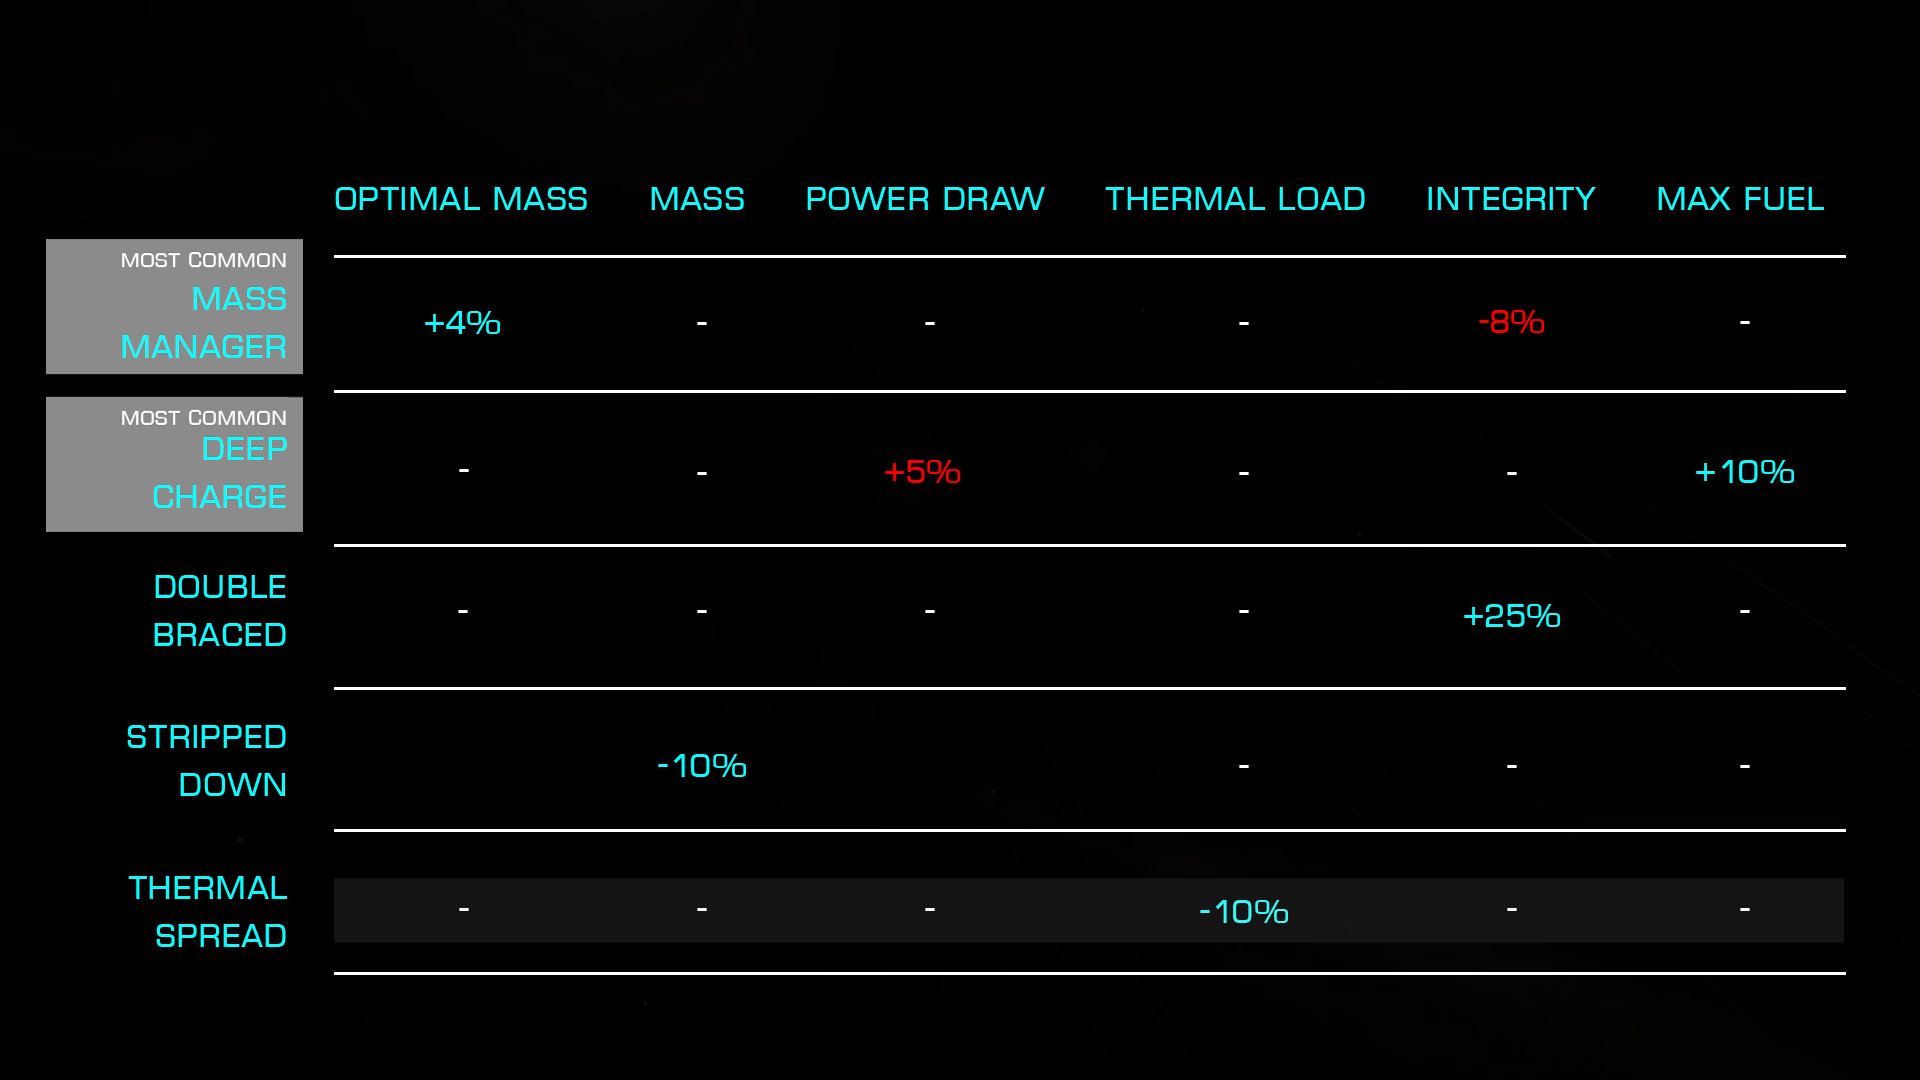 OPTIMAL MASS MASS POWER DRAW THERMAL LOAD INTEGRITY MAX FUEL
MOST COMMON
MASS
MANAGER
+4% - - - -8% -
MOST COMMON
DEEP
CHARGE
- - +5% - - +10%
DOUBLE
BRACED
- - - - +25% -
STRIPPED
DOWN
-10% - - -
THERMAL
SPREAD
- - - -10% - -